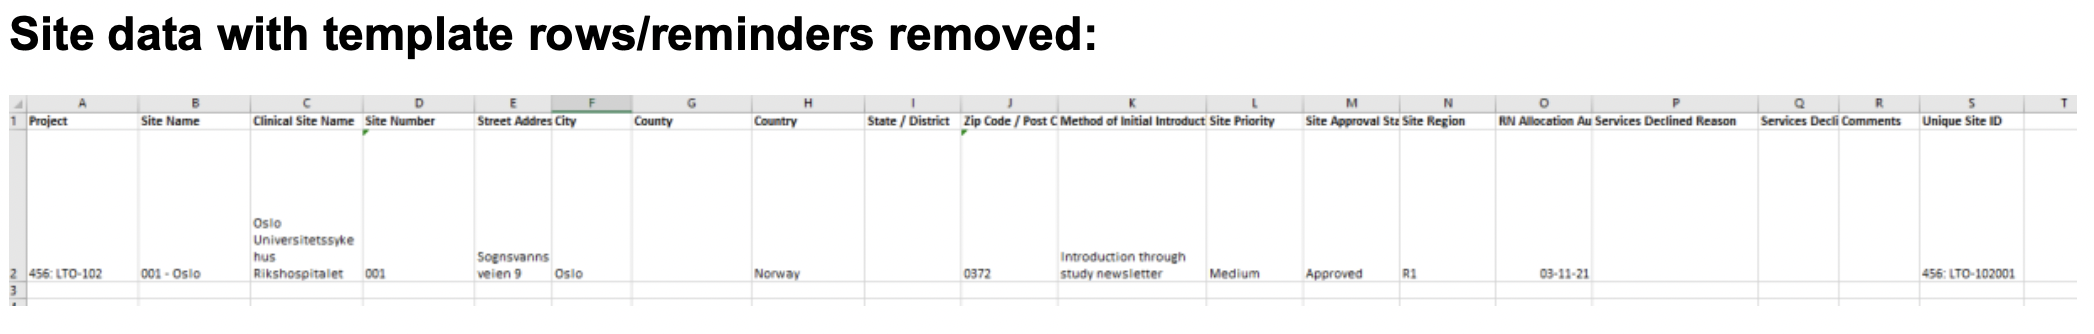 Site data with template rows/reminders removed:
A B C D E F G H I J K L M N O P Q R S T
1 Project Site Name Clinical Site Name Site Number Street Addres City County Country State / District Zip Code / Post C Method of Initial Introduct Site Priority Site Approval Sta Site Region RN Allocation Au Services Declined Reason Services Decli Comments Unique Site ID
Oslo
Universitetssyke
hus Sognsvanns Introduction through
2 456: LTO-102 001 - Oslo Rikshospitalet 001 veien 9 Oslo Norway 0372 study newsletter Medium Approved R1 03-11-21 456: LTO-102001
3
4